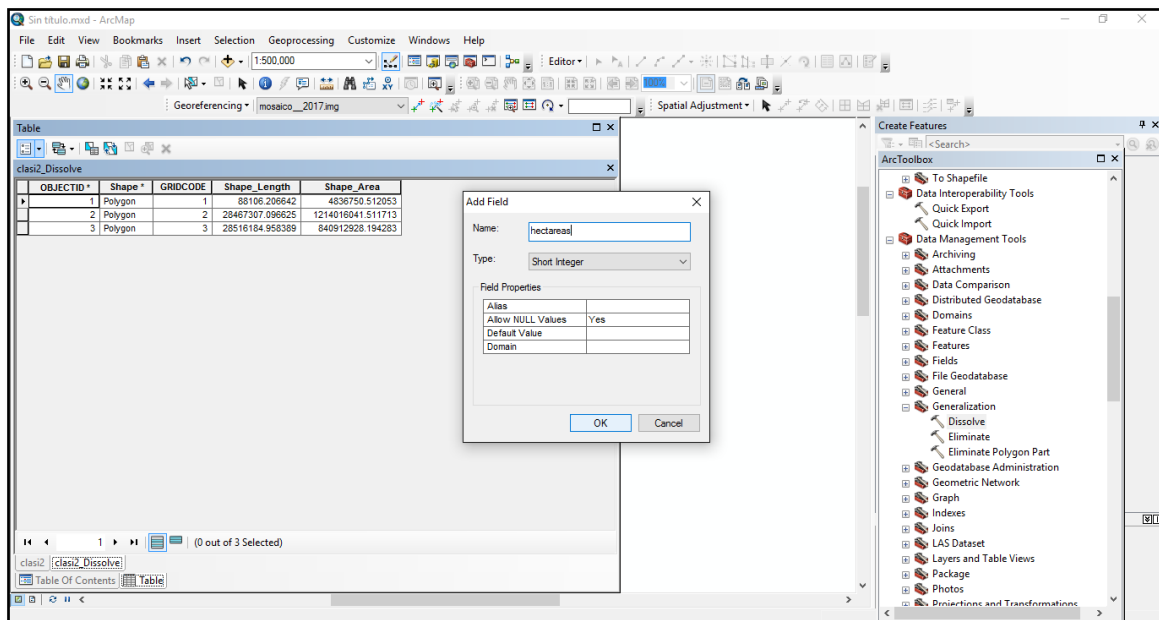 Sin título.mxd - ArcMap
File Edit View Bookmarks Insert Selection Geoprocessing Customize Windows Help
1:500,000
Editor
100%
Georeferencing mosaico__2017.img
Spatial Adjustment
Table
clasi2_Dissolve
OBJECTID * Shape * GRIDCODE Shape_Length Shape_Area
1 Polygon 1 88106.206642 4836750.512053
2 Polygon 2 28467307.096625 1214016041.511713
3 Polygon 3 28516184.958389 840912928.194283
1 (0 out of 3 Selected)
clasi2 clasi2_Dissolve
Table Of Contents Table
Add Field
Name: hectareas
Type: Short Integer
Field Properties
Alias
Allow NULL Values Yes
Default Value
Domain
OK Cancel
Create Features
<Search>
ArcToolbox
To Shapefile
Data Interoperability Tools
Quick Export
Quick Import
Data Management Tools
Archiving
Attachments
Data Comparison
Distributed Geodatabase
Domains
Feature Class
Features
Fields
File Geodatabase
General
Generalization
Dissolve
Eliminate
Eliminate Polygon Part
Geodatabase Administration
Geometric Network
Graph
Indexes
Joins
LAS Dataset
Layers and Table Views
Package
Photos
Projections and Transformations